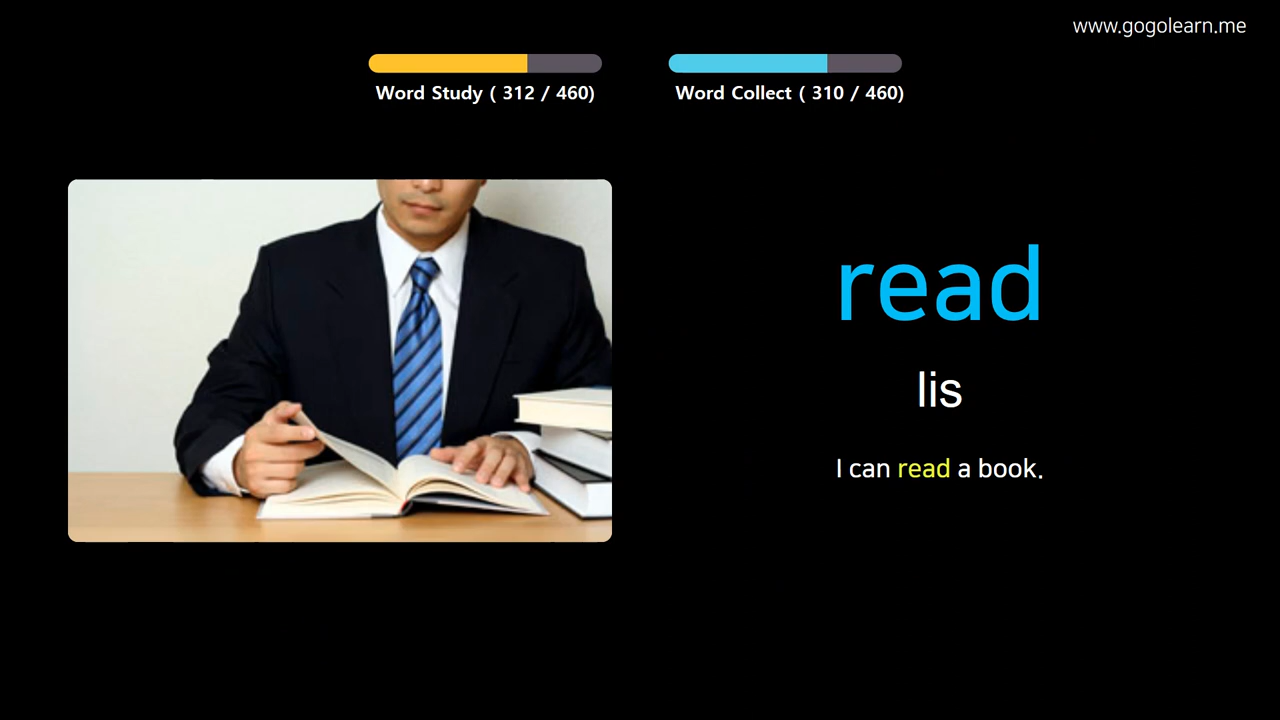 www.gogolearn.me
Word Study ( 312 / 460)
Word Collect ( 310 / 460)
read
lis
I can read a book.